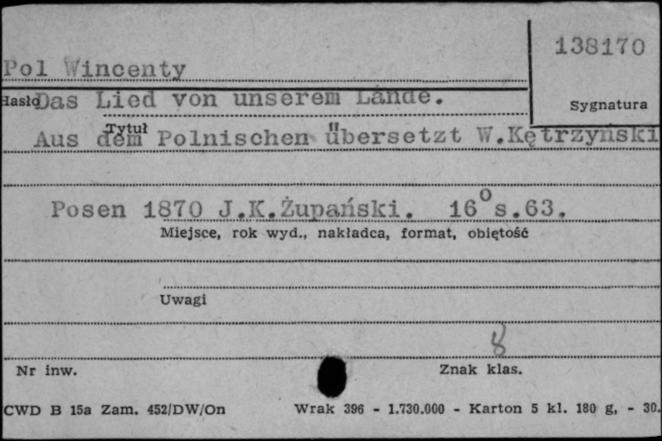 138170
Pol Wincenty
Hasło Das Lied von unserem Lande.
Sygnatura
Tytuł
Aus dem Polnischen übersetzt W.Kętrzyński
Posen 1870 J.K.Żupański. 16° s.63.
Miejsce, rok wyd., nakładca, format, obiętość
Uwagi
8
Nr inw.
Znak klas.
CWD B 15a Zam. 452/DW/On Wrak 396 - 1.730.000 - Karton 5 kl. 180 g, - 30.